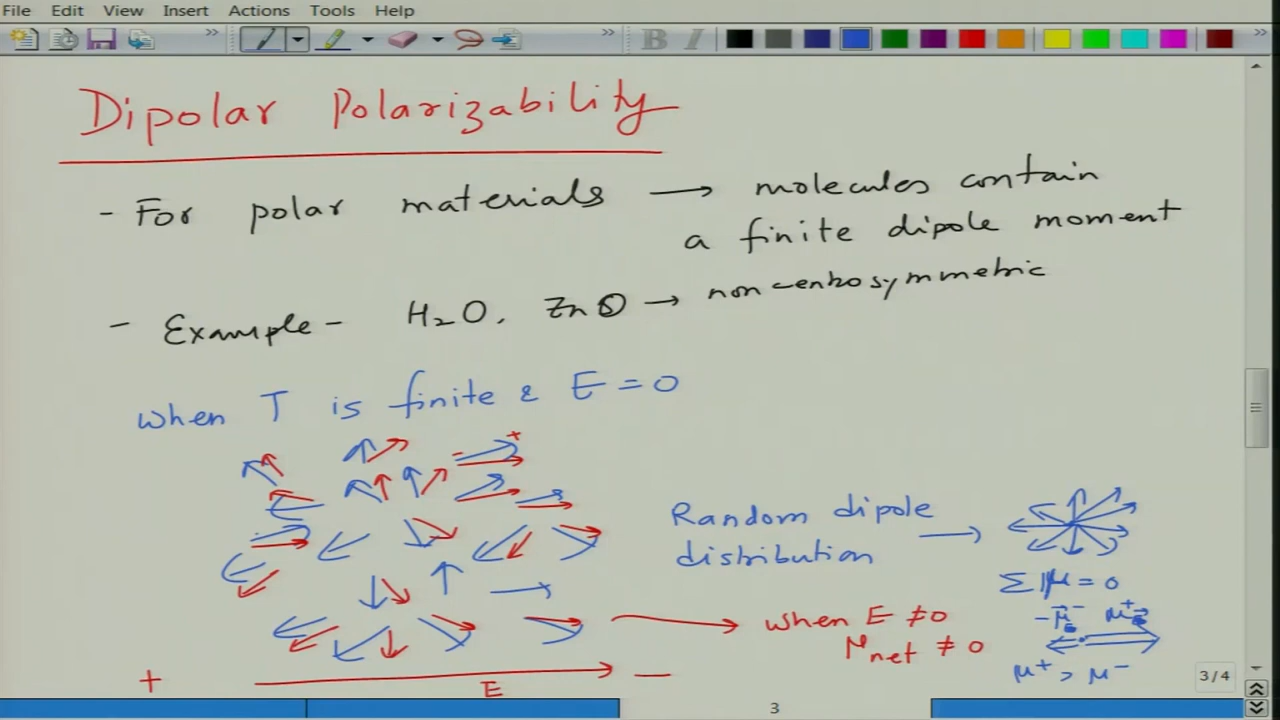 File Edit View Insert Actions Tools Help
Dipolar Polarizability
- For polar materials → molecules contain
a finite dipole moment
- Example - H₂O, ZnO → noncentrosymmetric
when T is finite & E = 0
Random dipole →
distribution
Σ μ = 0
when E ≠ 0
μnet ≠ 0
-μ⁻ μ⁺
μ⁺ > μ⁻
+ E -
3/4
3